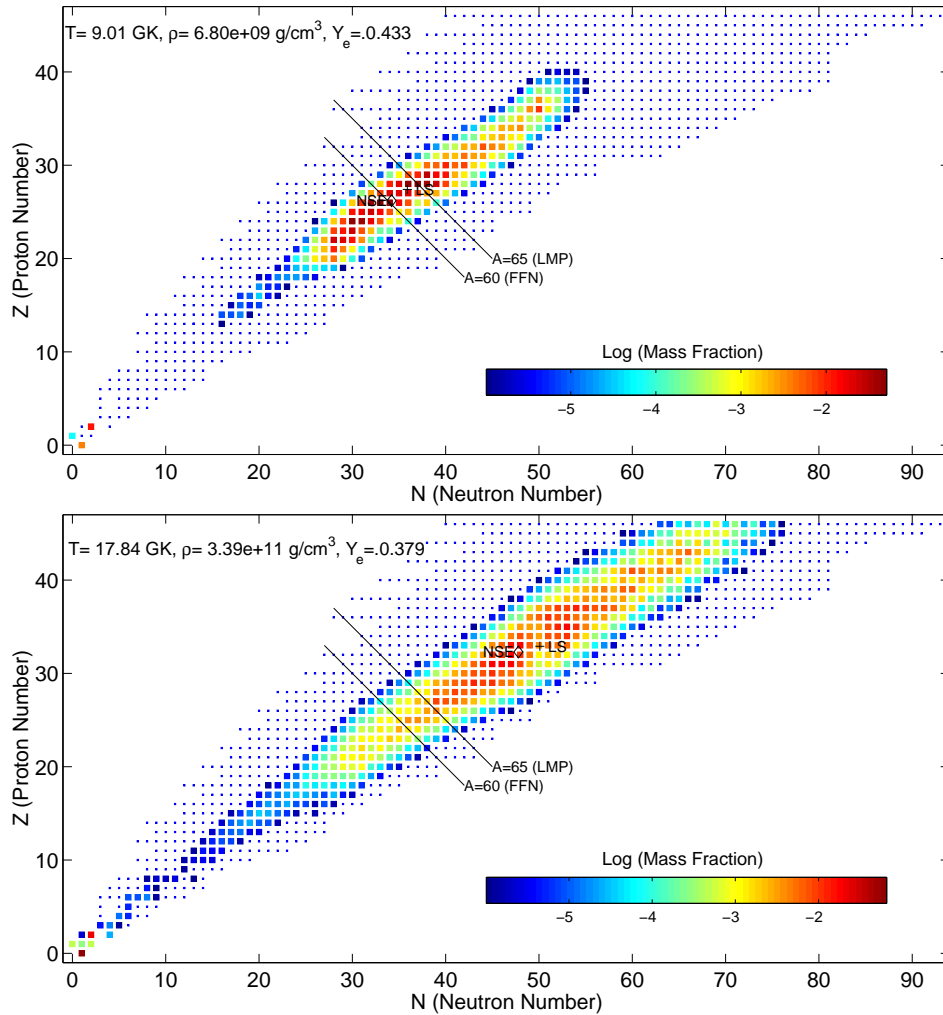 T= 9.01 GK, ρ= 6.80e+09 g/cm³, Y_e=.0.433
40
30
20
10
0
Z (Proton Number)
NSE◇
+LS
A=65 (LMP)
A=60 (FFN)
Log (Mass Fraction)
−5 −4 −3 −2
0 10 20 30 40 50 60 70 80 90
N (Neutron Number)
T= 17.84 GK, ρ= 3.39e+11 g/cm³, Y_e=.0.379
40
30
20
10
0
Z (Proton Number)
NSE◇
+LS
A=65 (LMP)
A=60 (FFN)
Log (Mass Fraction)
−5 −4 −3 −2
0 10 20 30 40 50 60 70 80 90
N (Neutron Number)